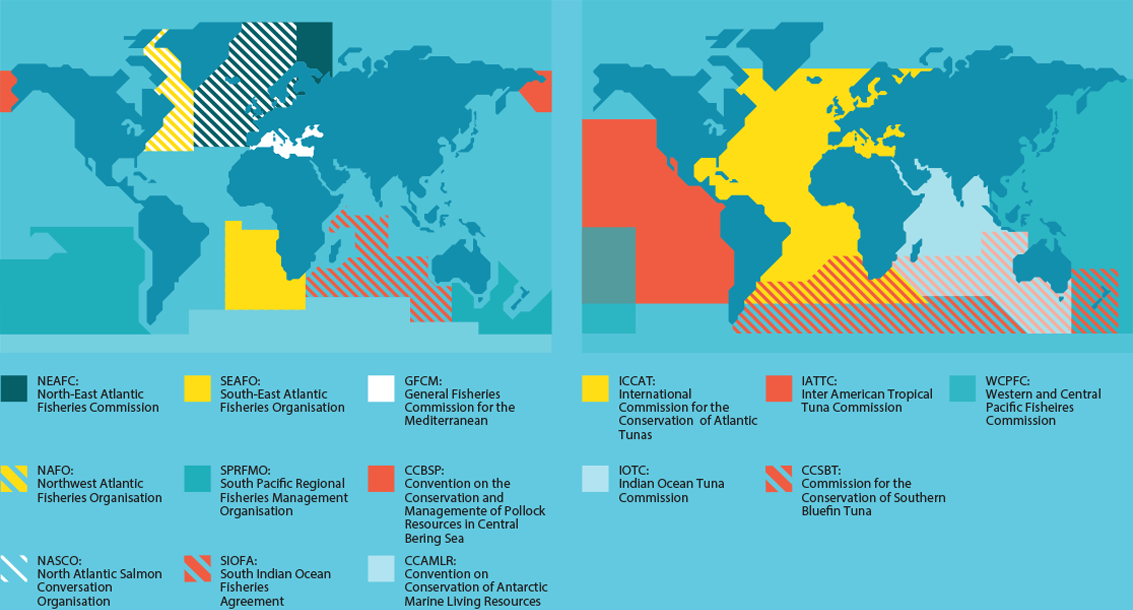 NEAFC:
North-East Atlantic
Fisheries Commission
SEAFO:
South-East Atlantic
Fisheries Organisation
GFCM:
General Fisheries
Commission for the
Mediterranean
NAFO:
Northwest Atlantic
Fisheries Organisation
SPRFMO:
South Pacific Regional
Fisheries Management
Organisation
CCBSP:
Convention on the
Conservation and
Managemente of Pollock
Resources in Central
Bering Sea
NASCO:
North Atlantic Salmon
Conversation
Organisation
SIOFA:
South Indian Ocean
Fisheries
Agreement
CCAMLR:
Convention on
Conservation of Antarctic
Marine Living Resources
ICCAT:
International
Commission for the
Conservation of Atlantic
Tunas
IATTC:
Inter American Tropical
Tuna Commission
WCPFC:
Western and Central
Pacific Fisheires
Commission
IOTC:
Indian Ocean Tuna
Commission
CCSBT:
Commission for the
Conservation of Southern
Bluefin Tuna